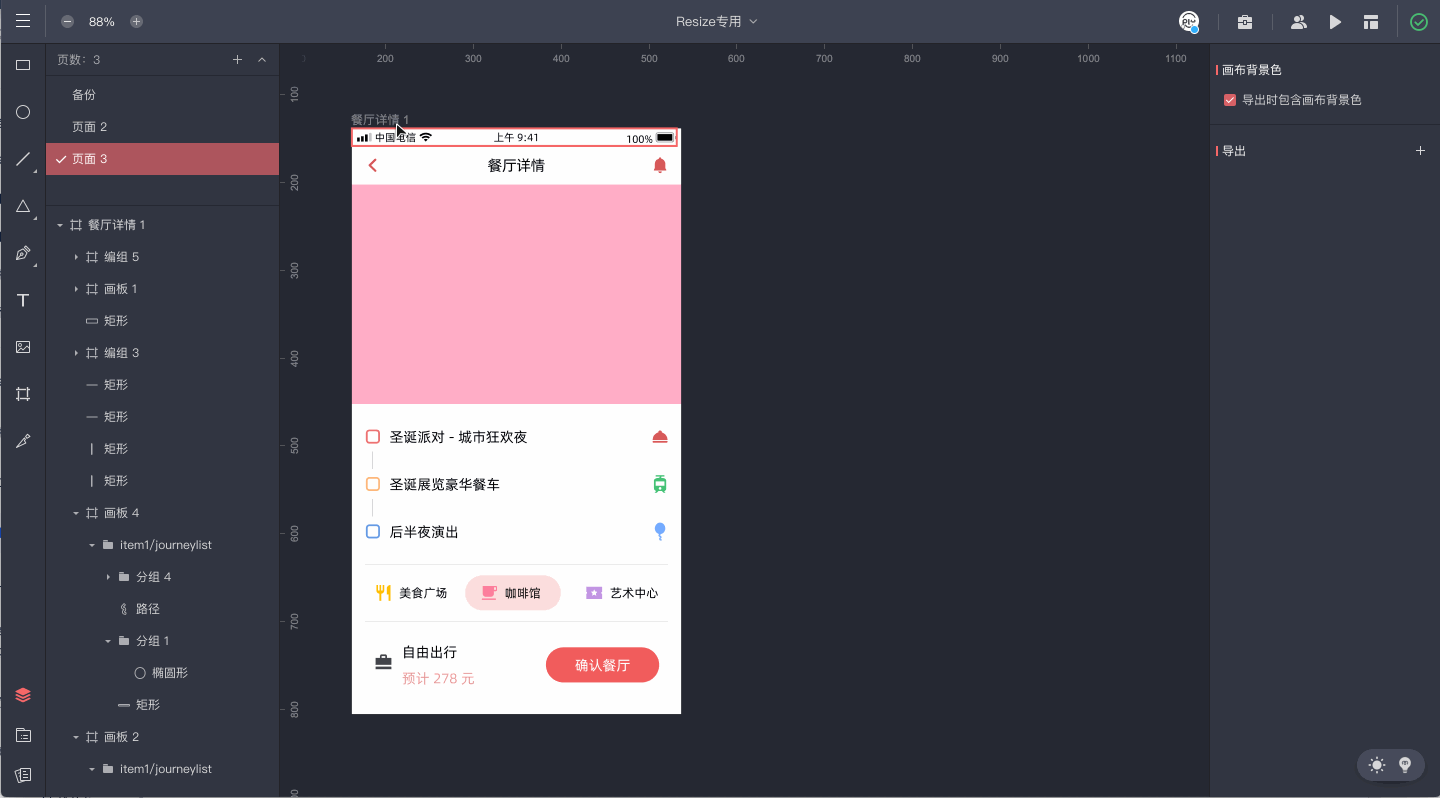 88%
Resize专用
页数: 3
备份
页面 2
页面 3
餐厅详情 1
编组 5
画板 1
矩形
编组 3
矩形
矩形
矩形
矩形
画板 4
item1/journeylist
分组 4
路径
分组 1
椭圆形
矩形
画板 2
item1/journeylist
200 300 400 500 600 700 800 900 1000 1100
100
200
300
400
500
600
700
800
餐厅详情 1
中国电信 上午 9:41 100%
餐厅详情
圣诞派对 - 城市狂欢夜
圣诞展览豪华餐车
后半夜演出
美食广场 咖啡馆 艺术中心
自由出行
预计 278 元
确认餐厅
画布背景色
导出时包含画布背景色
导出